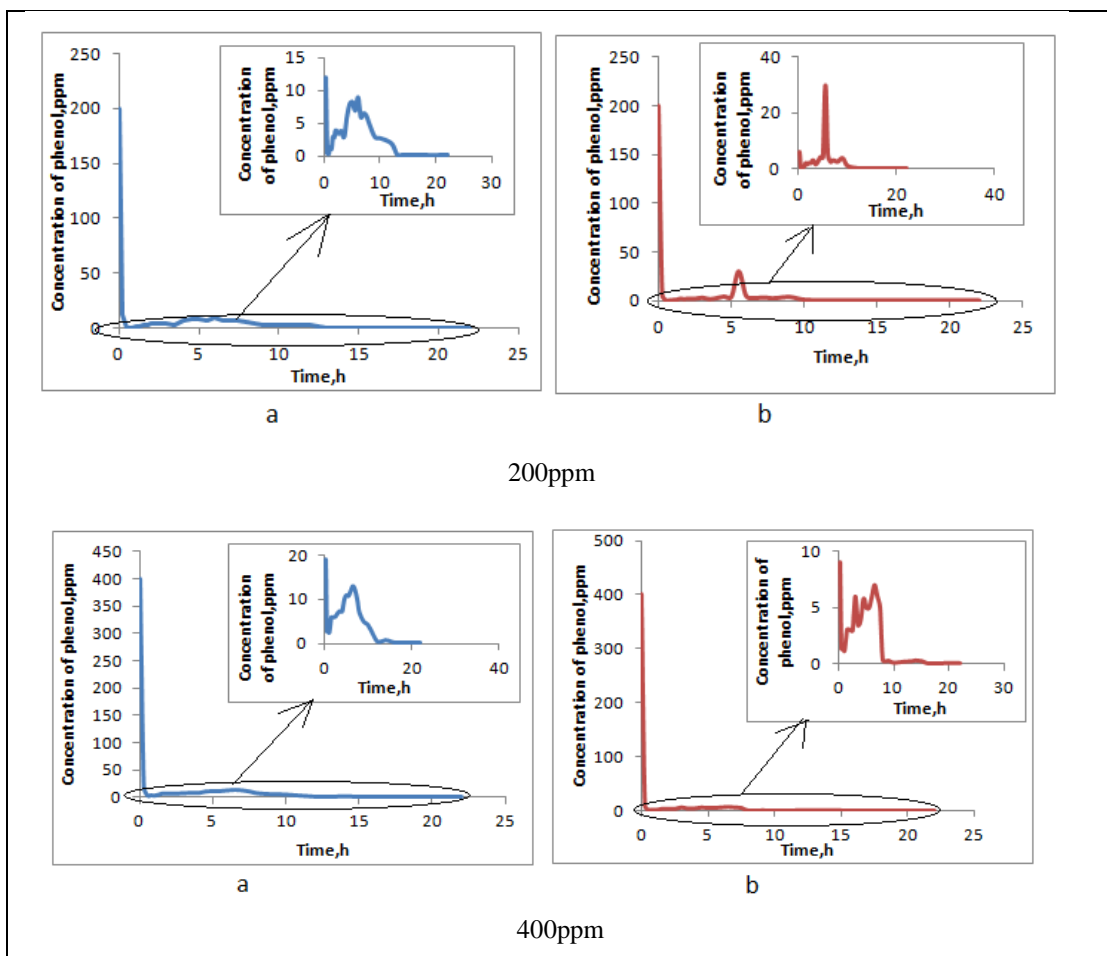 250
200
150
100
50
0
Concentration of phenol,ppm
0 5 10 15 20 25
Time,h
15
10
5
0
Concentration
of phenol,ppm
0 10 20 30
Time,h
a
250
200
150
100
50
0
Concentration of phenol,ppm
0 5 10 15 20 25
Time,h
40
20
0
Concentration
of phenol,ppm
0 20 40
Time,h
b
200ppm
450
400
350
300
250
200
150
100
50
0
Concentration of phenol,ppm
0 5 10 15 20 25
Time,h
20
10
0
Concentration
of phenol,ppm
0 20 40
Time,h
a
500
400
300
200
100
0
Concentration of phenol,ppm
0 5 10 15 20 25
Time,h
10
5
0
Concentration of
phenol,ppm
0 10 20 30
Time,h
b
400ppm